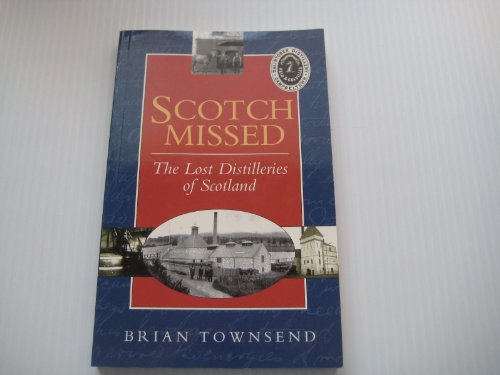 SCOTCH
MISSED
The Lost Distilleries
of Scotland
BRIAN TOWNSEND